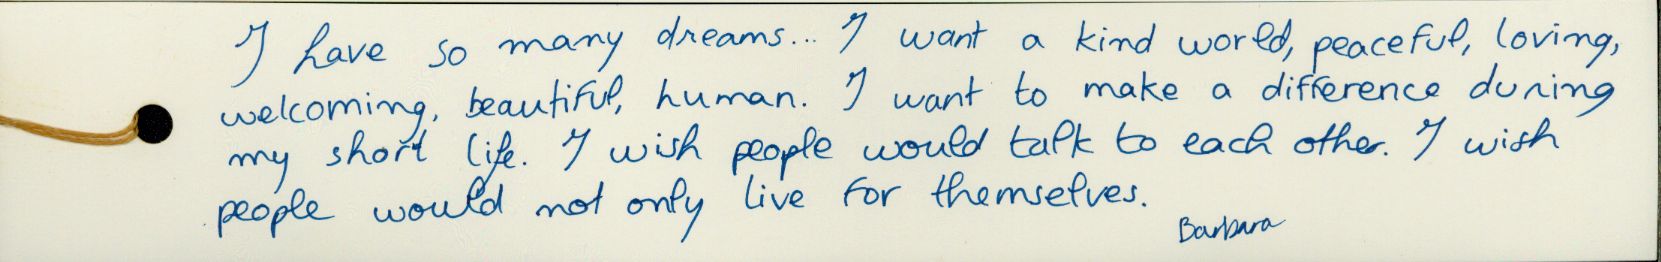 I have so many dreams... I want a kind world, peaceful, loving,
welcoming, beautiful, human. I want to make a difference during
my short life. I wish people would talk to each other. I wish
people would not only live for themselves.
Barbara